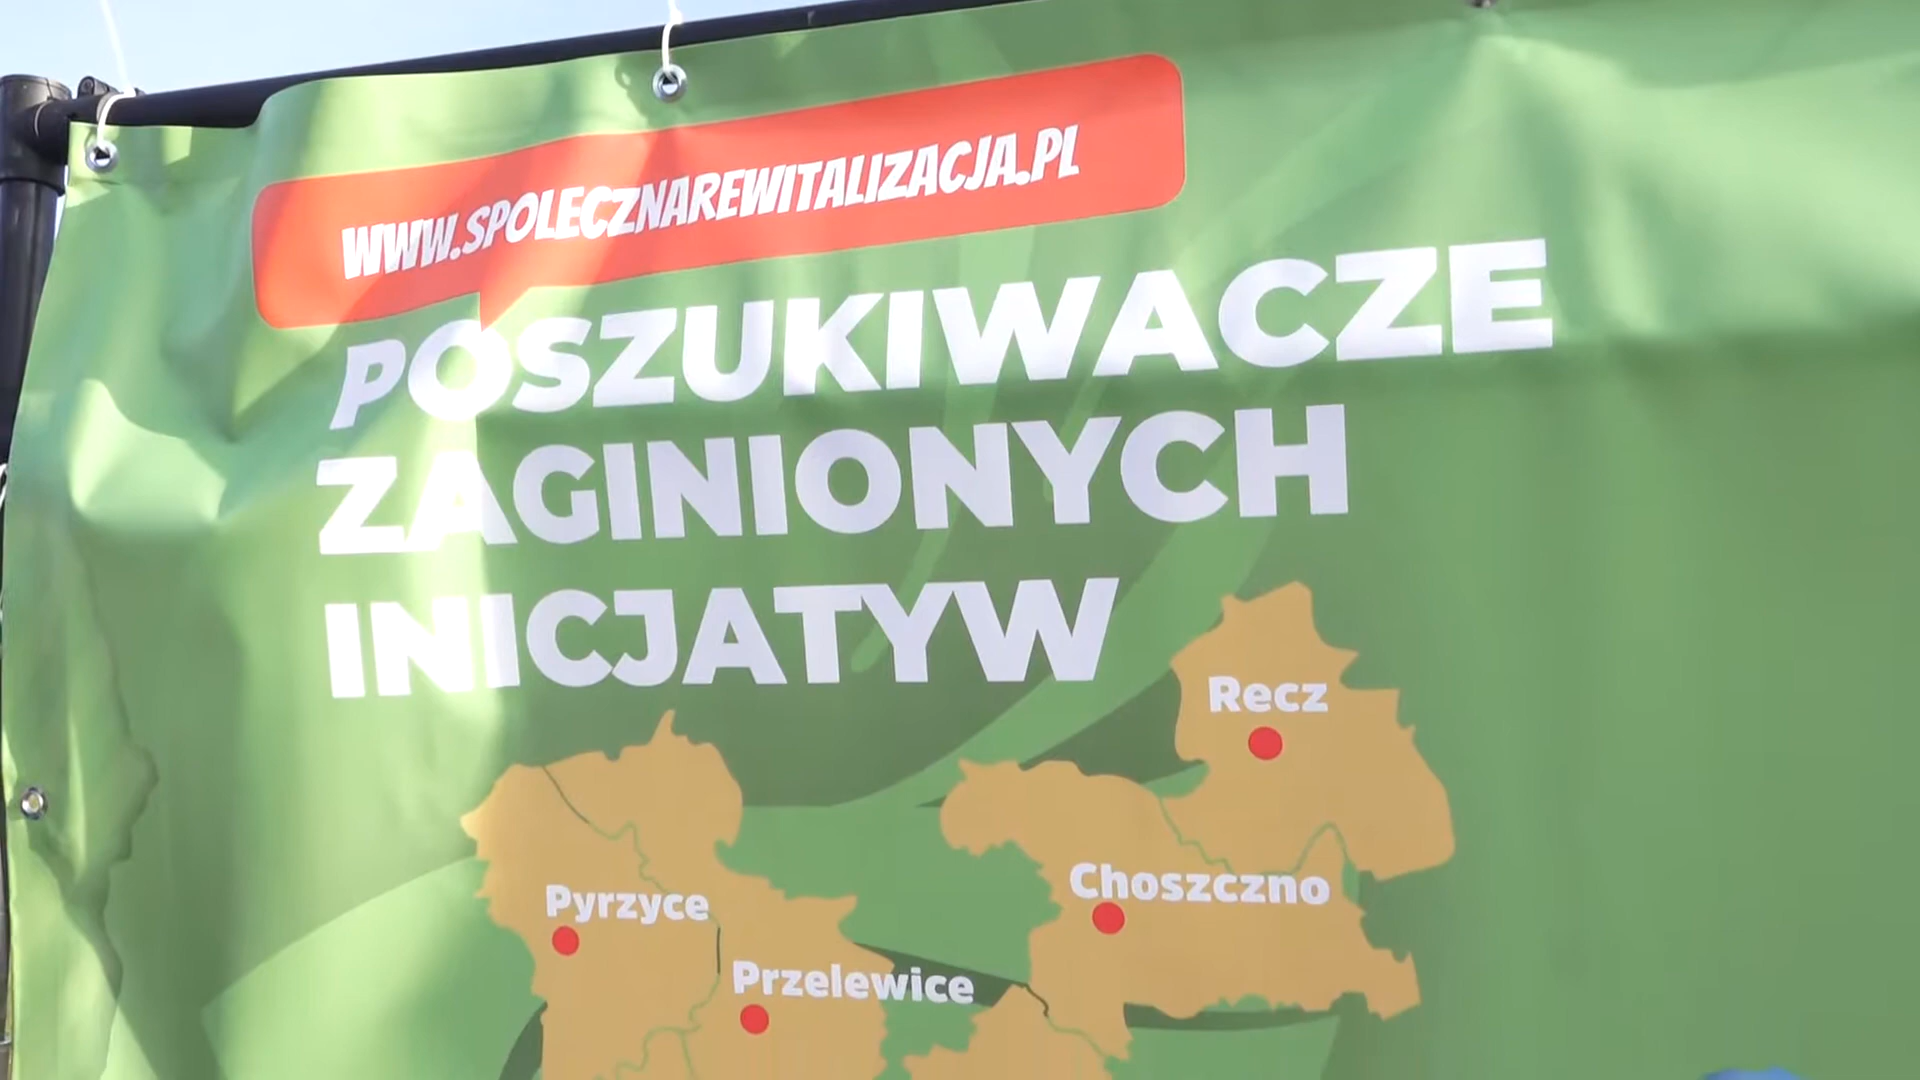 WWW.SPOLECZNAREWITALIZACJA.PL
POSZUKIWACZE
ZAGINIONYCH
INICJATYW
Recz
Choszczno
Pyrzyce
Przelewice